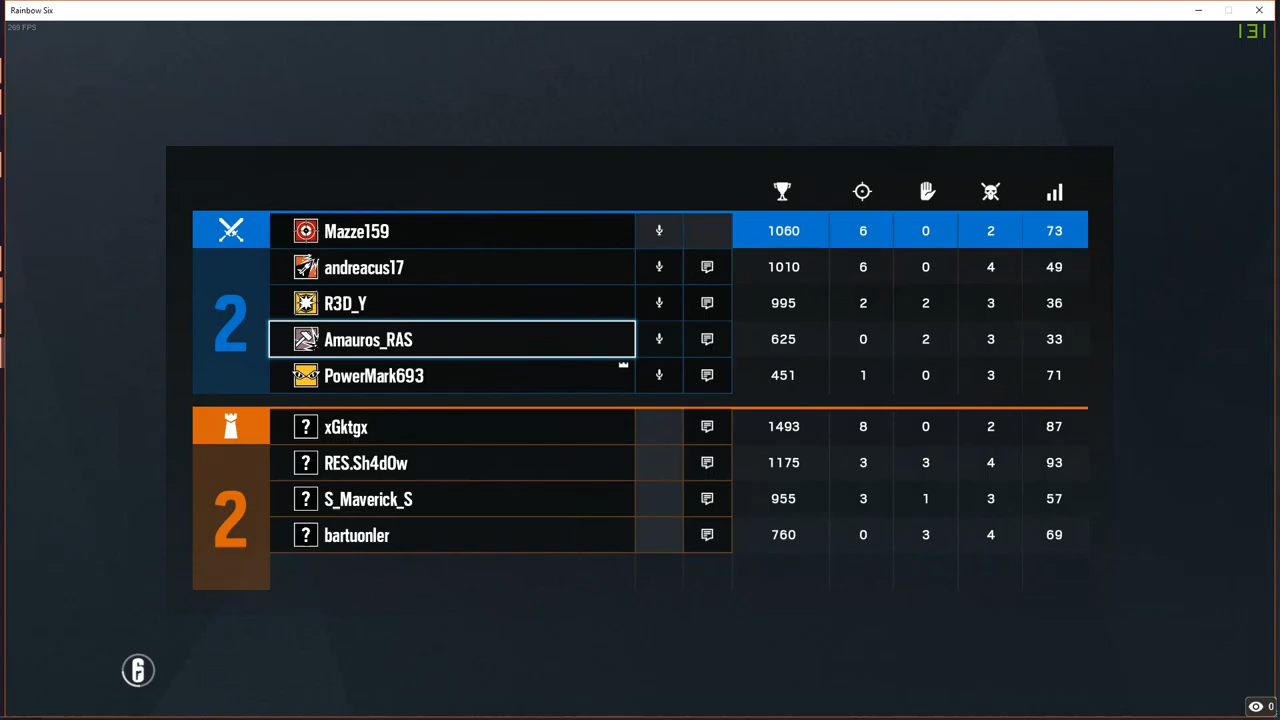 Rainbow Six
269 FPS
131
Mazze159 1060 6 0 2 73
andreacus17 1010 6 0 4 49
2
R3D_Y 995 2 2 3 36
Amauros_RAS 625 0 2 3 33
PowerMark693 451 1 0 3 71
? xGktgx 1493 8 0 2 87
? RES.Sh4d0w 1175 3 3 4 93
2
? S_Maverick_S 955 3 1 3 57
? bartuonler 760 0 3 4 69
6
0